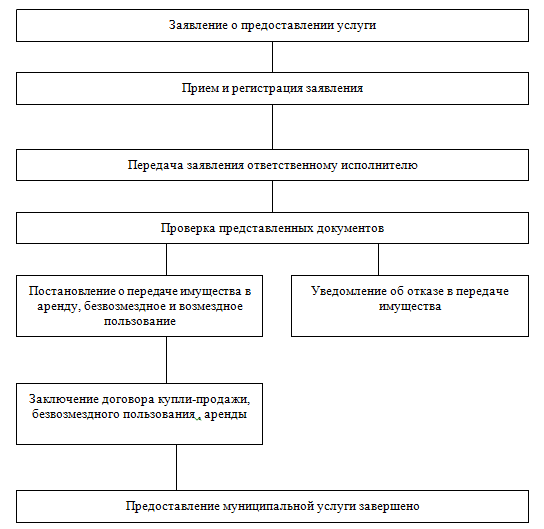 Заявление о предоставлении услуги
Прием и регистрация заявления
Передача заявления ответственному исполнителю
Проверка представленных документов
Постановление о передаче имущества в
аренду, безвозмездное и возмездное
пользование
Уведомление об отказе в передаче
имущества
Заключение договора купли-продажи,
безвозмездного пользования , аренды
Предоставление муниципальной услуги завершено